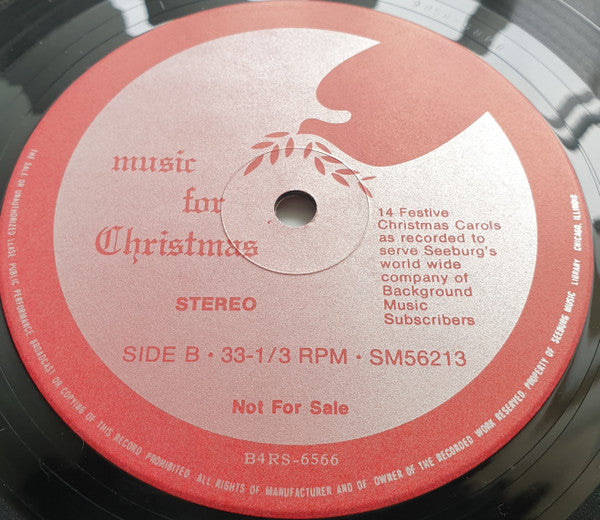 music
for
Christmas
STEREO
14 Festive
Christmas Carols
as recorded to
serve Seeburg's
world wide
company of
Background
Music
Subscribers
SIDE B • 33-1/3 RPM • SM56213
Not For Sale
B4RS-6566
THE SALE OR UNAUTHORIZED LEASE, PUBLIC PERFORMANCE, BROADCAST OR COPYING OF THIS RECORD PROHIBITED. ALL RIGHTS OF MANUFACTURER AND OF OWNER OF THE RECORDED WORK RESERVED. PROPERTY OF SEEBURG MUSIC LIBRARY CHICAGO, ILLINOIS